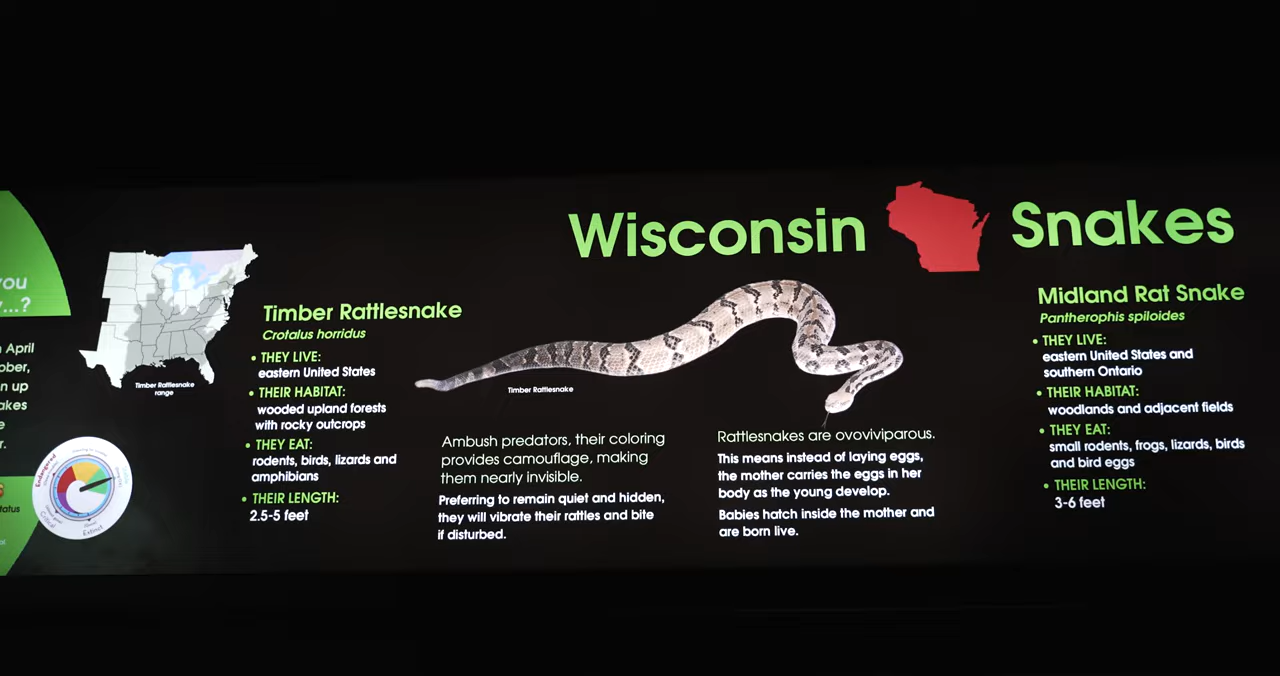 Wisconsin Snakes
you
...?
April
ber,
n up
akes
e
r.
tatus
Timber Rattlesnake
range
Endangered
Extinct
Timber Rattlesnake
Crotalus horridus
• THEY LIVE:
eastern United States
• THEIR HABITAT:
wooded upland forests
with rocky outcrops
• THEY EAT:
rodents, birds, lizards and
amphibians
• THEIR LENGTH:
2.5-5 feet
Timber Rattlesnake
Ambush predators, their coloring
provides camouflage, making
them nearly invisible.
Preferring to remain quiet and hidden,
they will vibrate their rattles and bite
if disturbed.
Rattlesnakes are ovoviviparous.
This means instead of laying eggs,
the mother carries the eggs in her
body as the young develop.
Babies hatch inside the mother and
are born live.
Midland Rat Snake
Pantherophis spiloides
• THEY LIVE:
eastern United States and
southern Ontario
• THEIR HABITAT:
woodlands and adjacent fields
• THEY EAT:
small rodents, frogs, lizards, birds
and bird eggs
• THEIR LENGTH:
3-6 feet